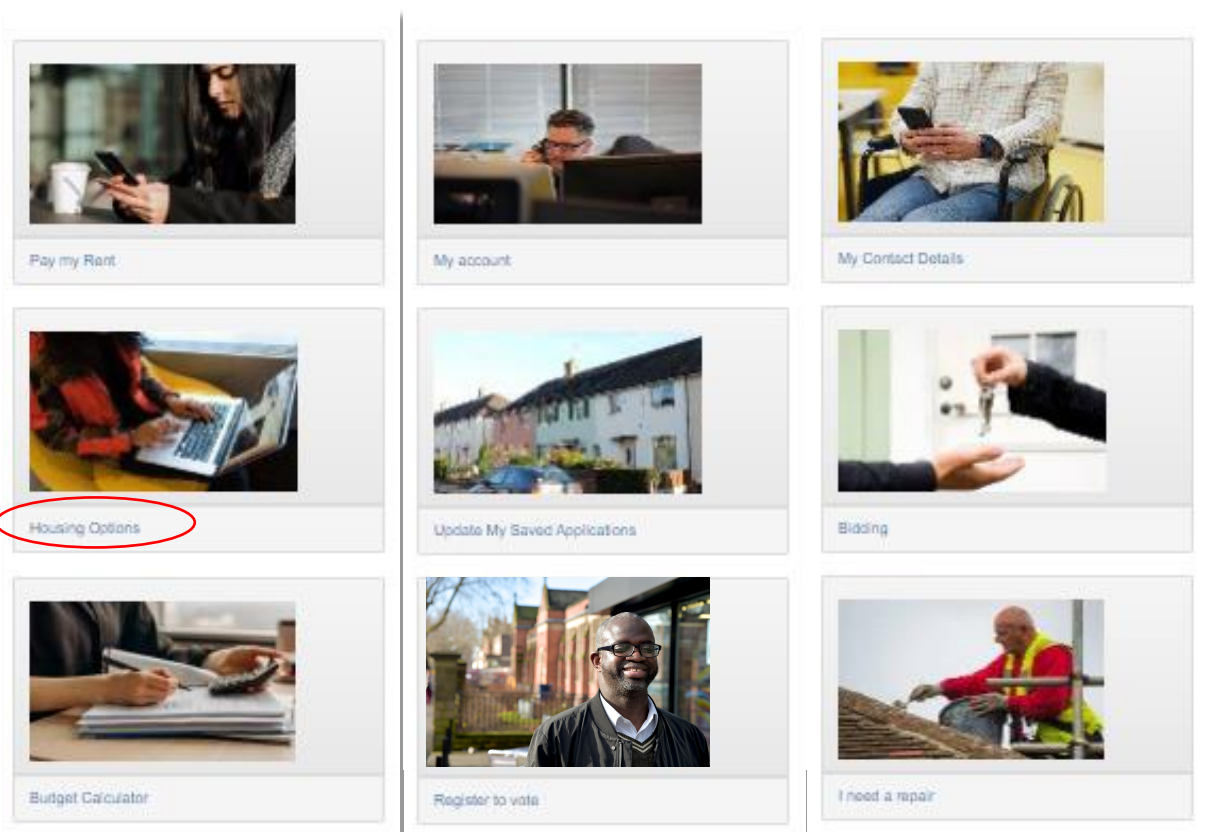 Pay my Rent
My account
My Contact Details
Housing Options
Update My Saved Applications
Bidding
Budget Calculator
Register to vote
I need a repair